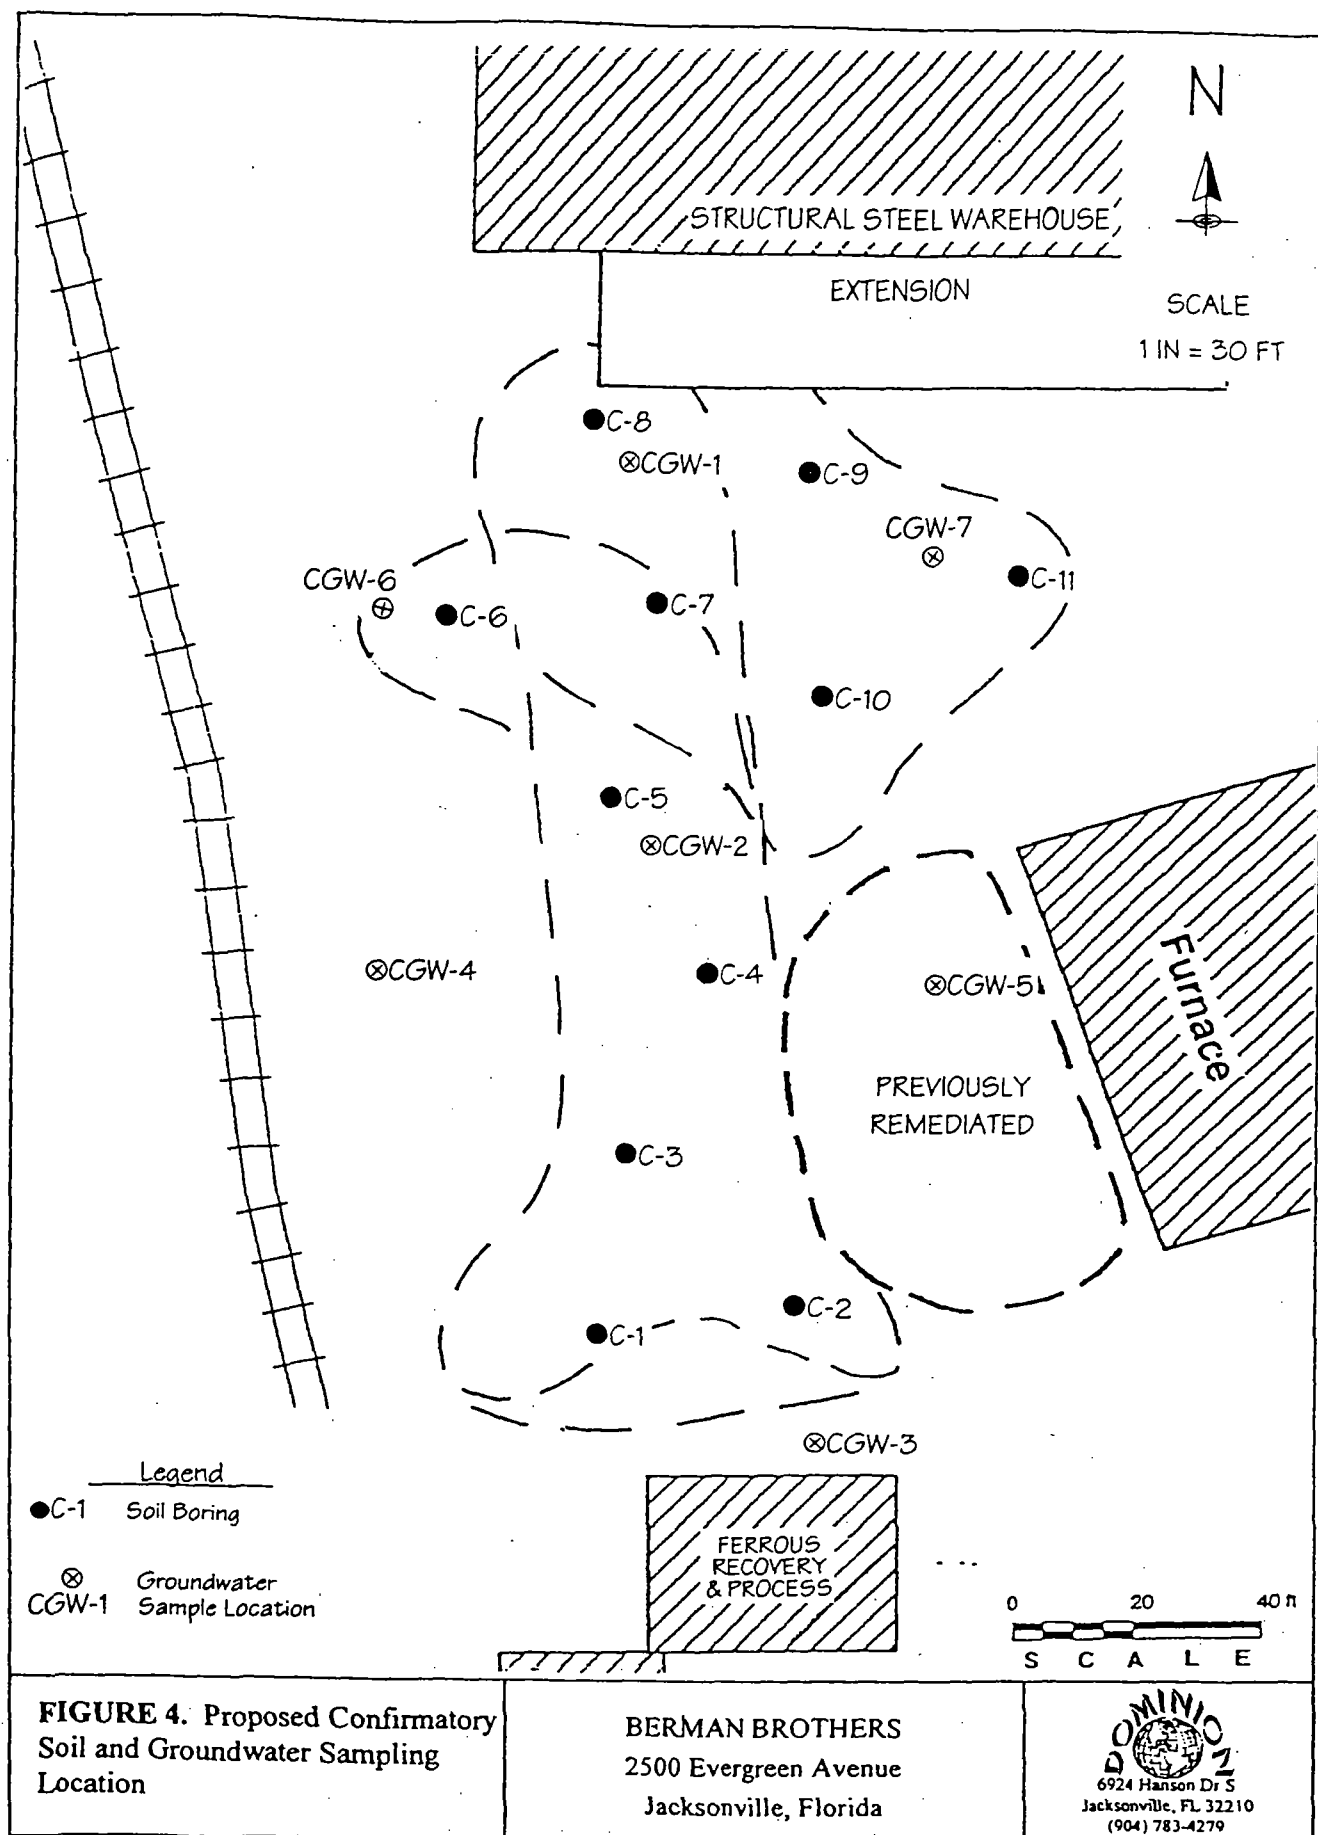 N
STRUCTURAL STEEL WAREHOUSE
EXTENSION
SCALE
1 IN = 30 FT
C-8
CGW-1
C-9
CGW-7
C-11
CGW-6
C-6
C-7
C-10
C-5
CGW-2
CGW-4
C-4
CGW-5
Furnace
PREVIOUSLY
REMEDIATED
C-3
C-2
C-1
CGW-3
Legend
C-1 Soil Boring
Groundwater
CGW-1 Sample Location
FERROUS
RECOVERY
& PROCESS
0 20 40 ft
S C A L E
FIGURE 4. Proposed Confirmatory
Soil and Groundwater Sampling
Location
BERMAN BROTHERS
2500 Evergreen Avenue
Jacksonville, Florida
DOMINION
6924 Hanson Dr S
Jacksonville, FL 32210
(904) 783-4279